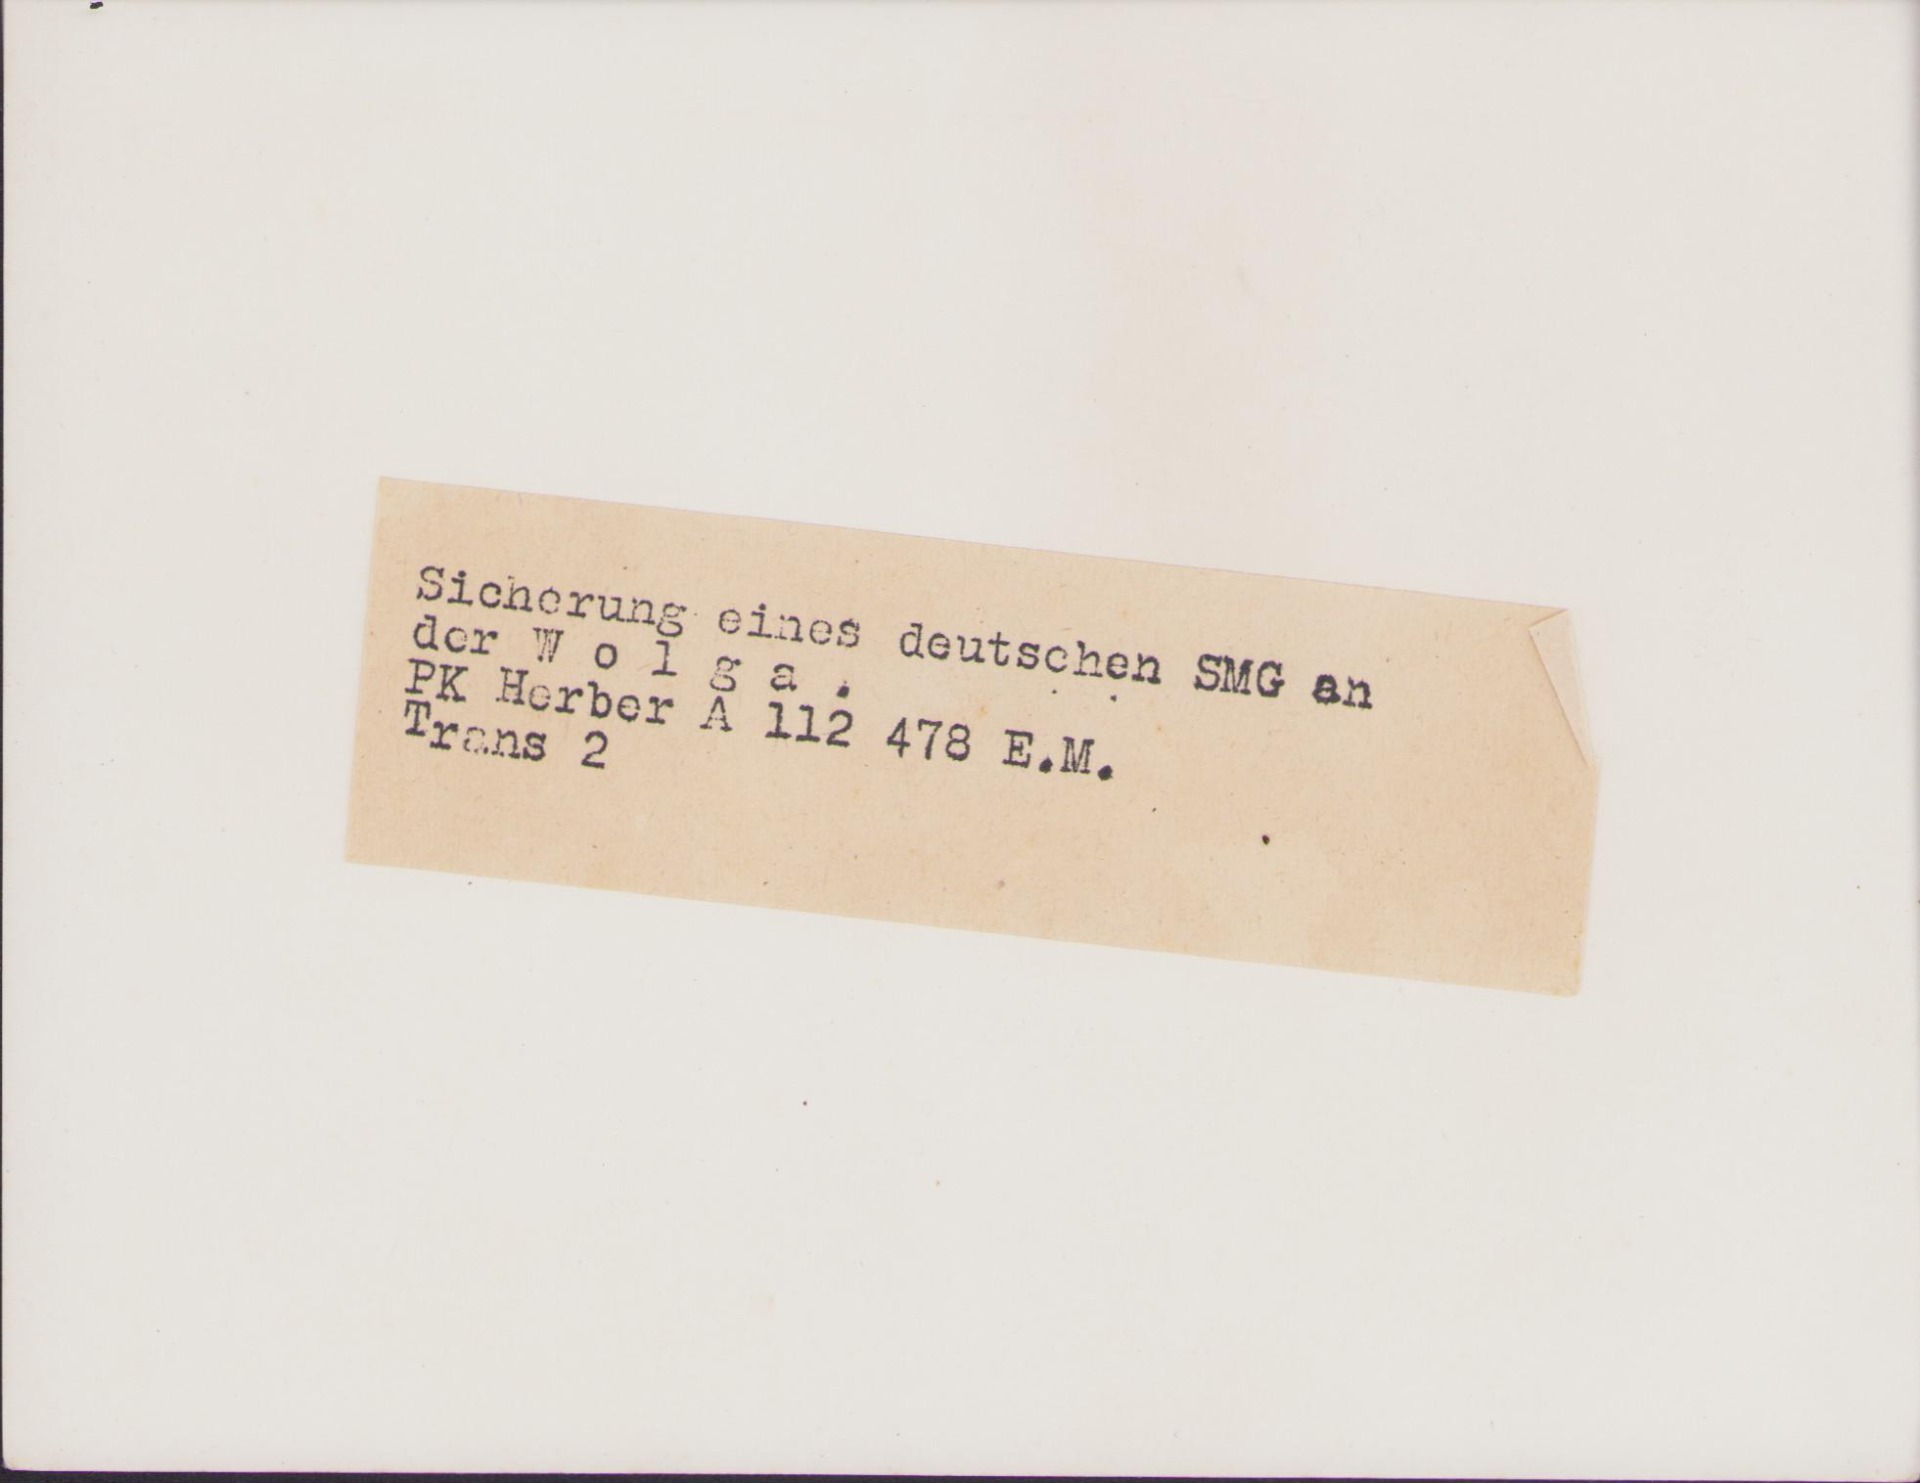 Sicherung eines deutschen SMG an
der W o l g a .
PK Herber A 112 478 E.M.
Trans 2